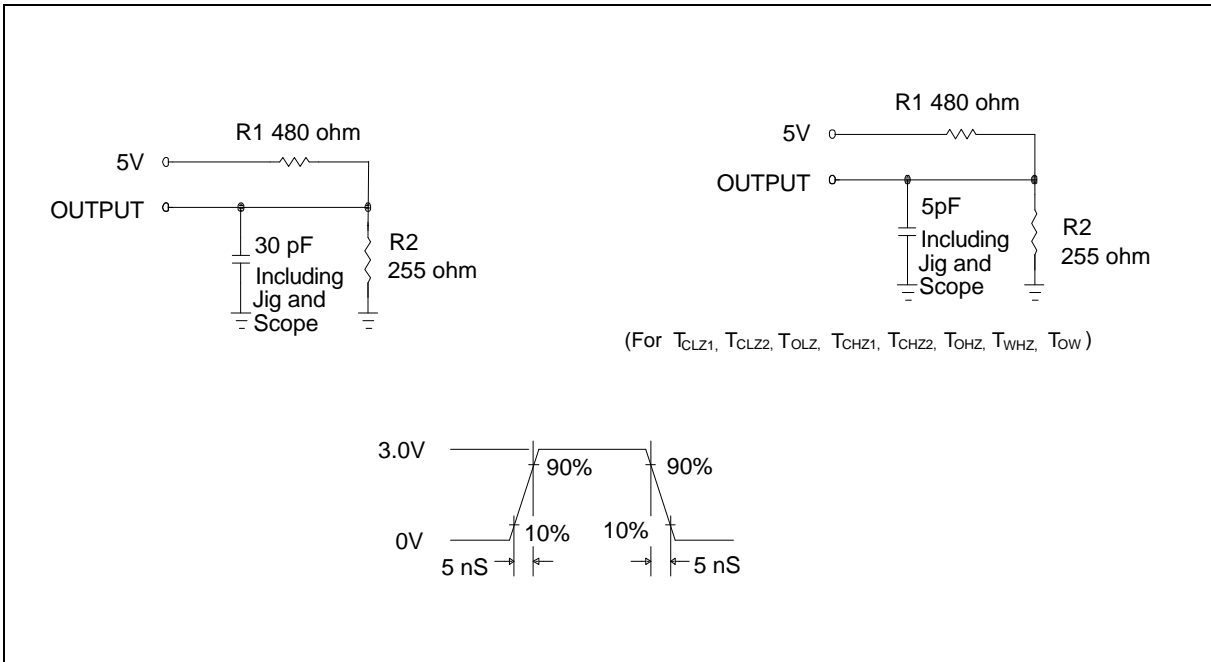 R1 480 ohm
5V
OUTPUT
30 pF
Including
Jig and
Scope
R2
255 ohm
R1 480 ohm
5V
OUTPUT
5pF
Including
Jig and
Scope
R2
255 ohm
(For TCLZ1, TCLZ2, TOLZ, TCHZ1, TCHZ2, TOHZ, TWHZ, TOW)
3.0V
90%
90%
0V
10%
10%
5 nS
5 nS